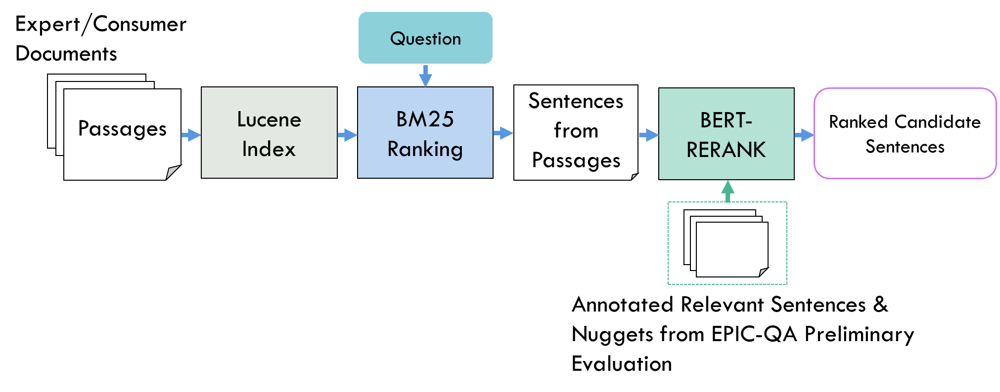 Expert/Consumer
Documents
Question
Passages
Lucene
Index
BM25
Ranking
Sentences
from
Passages
BERT-
RERANK
Ranked Candidate
Sentences
Annotated Relevant Sentences &
Nuggets from EPIC-QA Preliminary
Evaluation